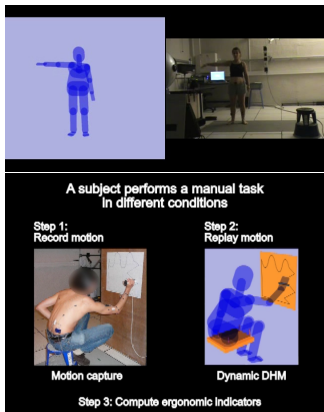 A subject performs a manual task
in different conditions
Step 1:
Record motion
Step 2:
Replay motion
Motion capture
Dynamic DHM
Step 3: Compute ergonomic indicators